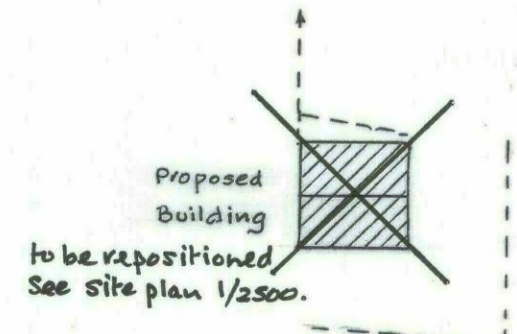 Proposed
Building
to be repositioned
See site plan 1/2500.